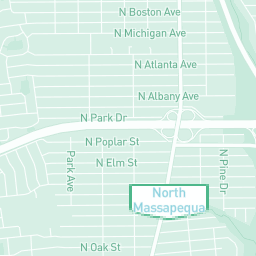 N Boston Ave
N Michigan Ave
N Atlanta Ave
N Albany Ave
N Park Dr
N Poplar St
N Elm St
Park Ave
N Pine Dr
North
Massapequa
N Oak St